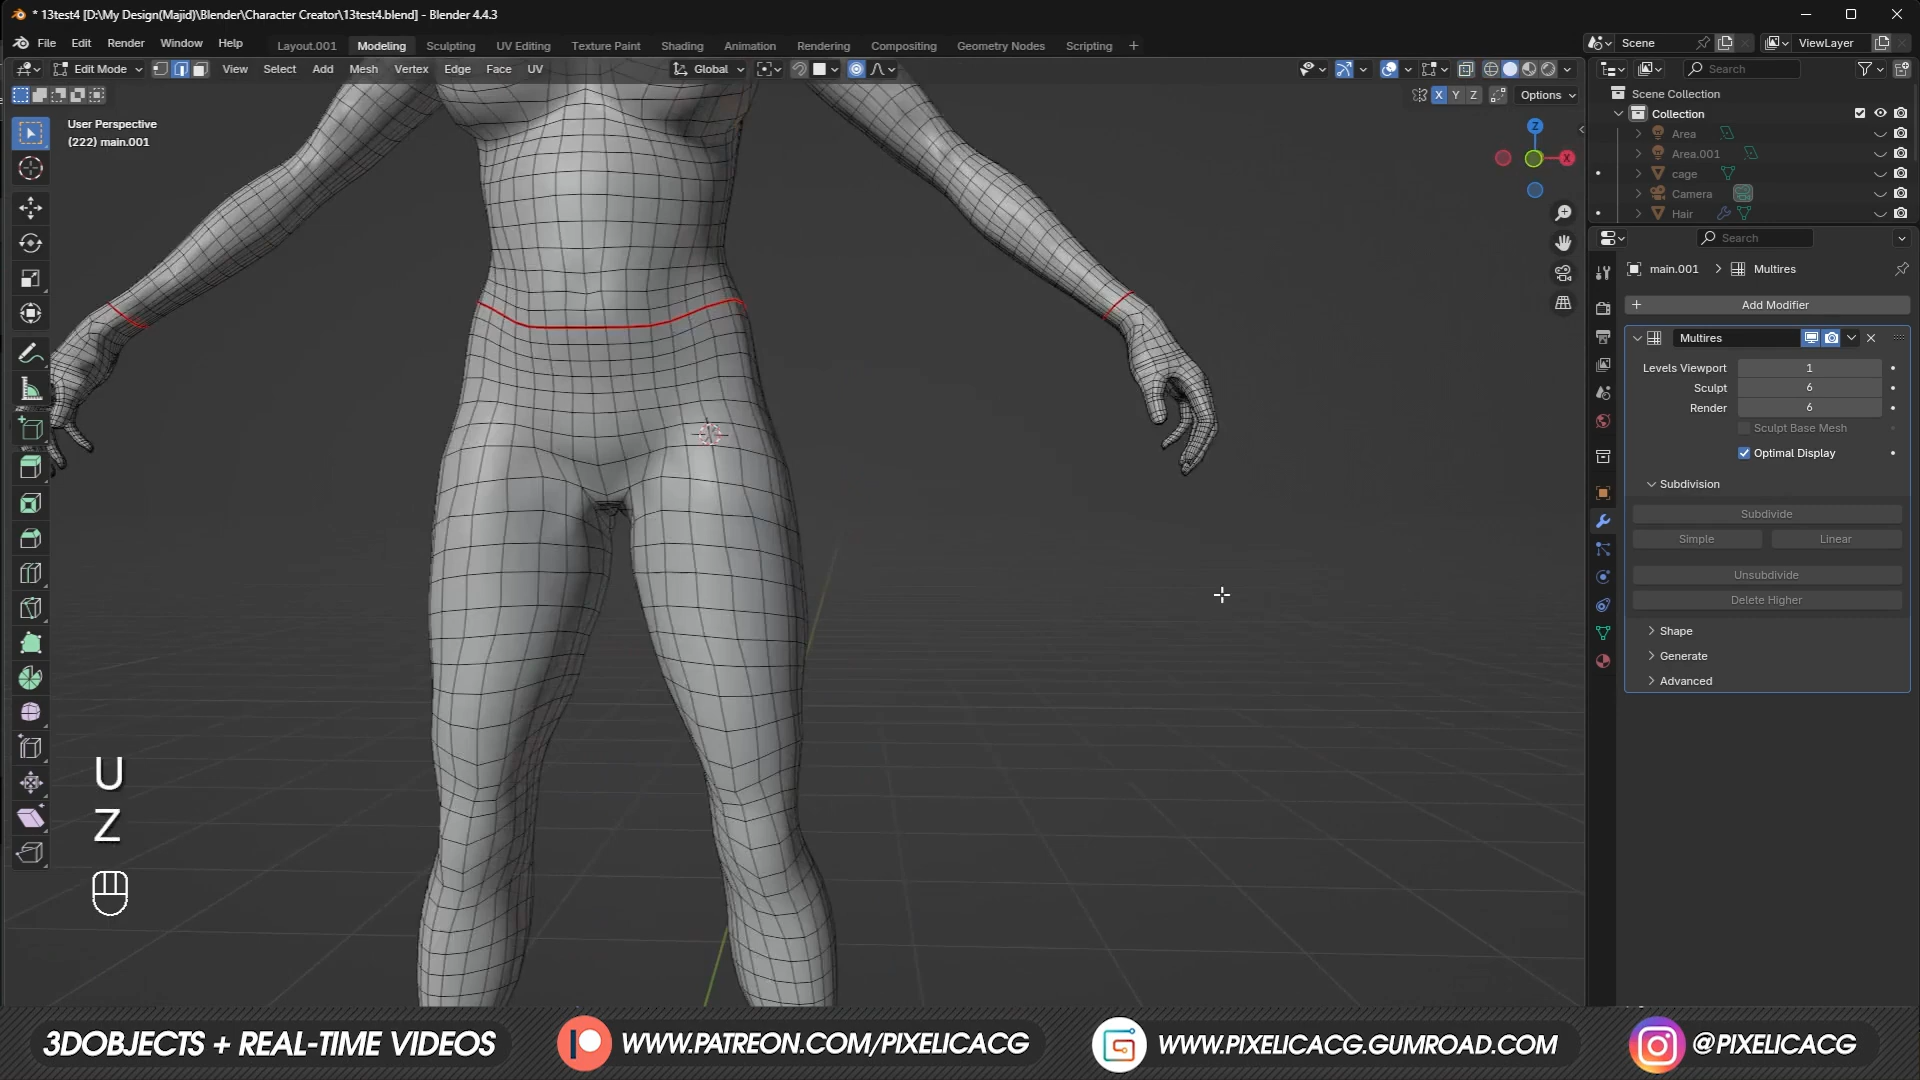 * 13test4 [D:\My Design(Majid)\Blender\Character Creator\13test4.blend] - Blender 4.4.3
File Edit Render Window Help Layout.001 Modeling Sculpting UV Editing Texture Paint Shading Animation Rendering Compositing Geometry Nodes Scripting + Scene ViewLayer
Edit Mode View Select Add Mesh Vertex Edge Face UV Global Search
X Y Z Options
User Perspective
(222) main.001
Z
X
Scene Collection
Collection
Area
Area.001
cage
Camera
Hair
Search
main.001 > Multires
+ Add Modifier
Multires
Levels Viewport 1
Sculpt 6
Render 6
Sculpt Base Mesh
Optimal Display
Subdivision
Subdivide
Simple Linear
Unsubdivide
Delete Higher
Shape
Generate
Advanced
U
Z
3DOBJECTS + REAL-TIME VIDEOS WWW.PATREON.COM/PIXELICACG WWW.PIXELICACG.GUMROAD.COM @PIXELICACG